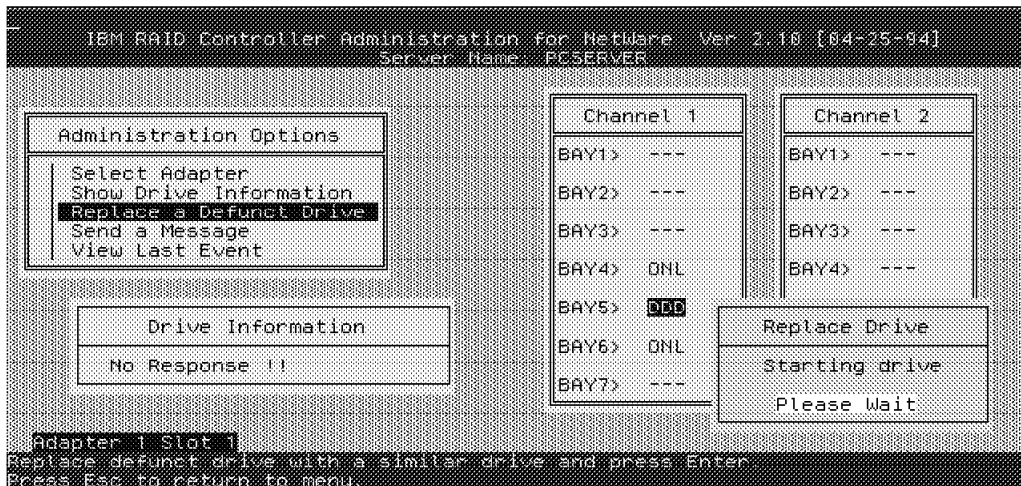 IBM RAID Controller Administration for NetWare Ver 2.10 [04-25-94]
Server Name: PCSERVER
Administration Options
Select Adapter
Show Drive Information
Replace a Defunct Drive
Send a Message
View Last Event
Drive Information
No Response !!
Channel 1
BAY1> ---
BAY2> ---
BAY3> ---
BAY4> ONL
BAY5> DDD
BAY6> ONL
BAY7> ---
Channel 2
BAY1> ---
BAY2> ---
BAY3> ---
BAY4> ---
Replace Drive
Starting drive
Please Wait
Adapter 1 Slot 1
Replace defunct drive with a similar drive and press Enter.
Press Esc to return to menu.